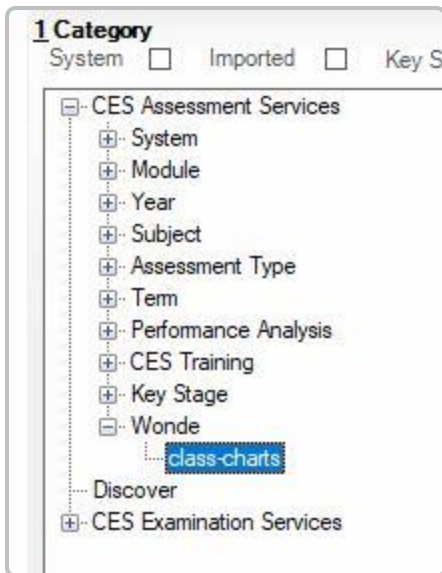 1 Category
System Imported Key S
CES Assessment Services
System
Module
Year
Subject
Assessment Type
Term
Performance Analysis
CES Training
Key Stage
Wonde
class-charts
Discover
CES Examination Services